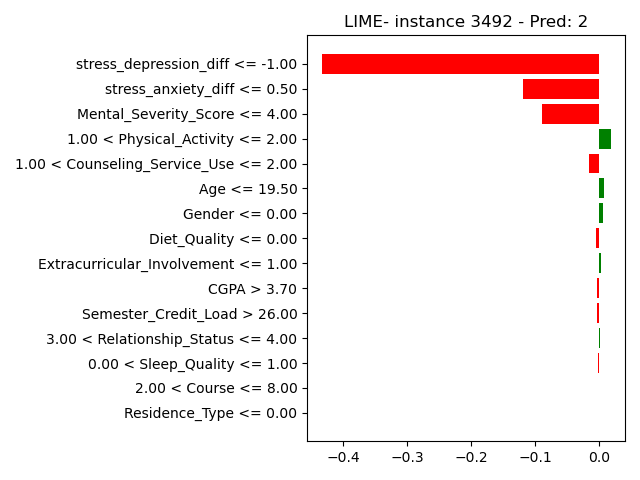 LIME- instance 3492 - Pred: 2
stress_depression_diff <= -1.00
stress_anxiety_diff <= 0.50
Mental_Severity_Score <= 4.00
1.00 < Physical_Activity <= 2.00
1.00 < Counseling_Service_Use <= 2.00
Age <= 19.50
Gender <= 0.00
Diet_Quality <= 0.00
Extracurricular_Involvement <= 1.00
CGPA > 3.70
Semester_Credit_Load > 26.00
3.00 < Relationship_Status <= 4.00
0.00 < Sleep_Quality <= 1.00
2.00 < Course <= 8.00
Residence_Type <= 0.00
−0.4 −0.3 −0.2 −0.1 0.0